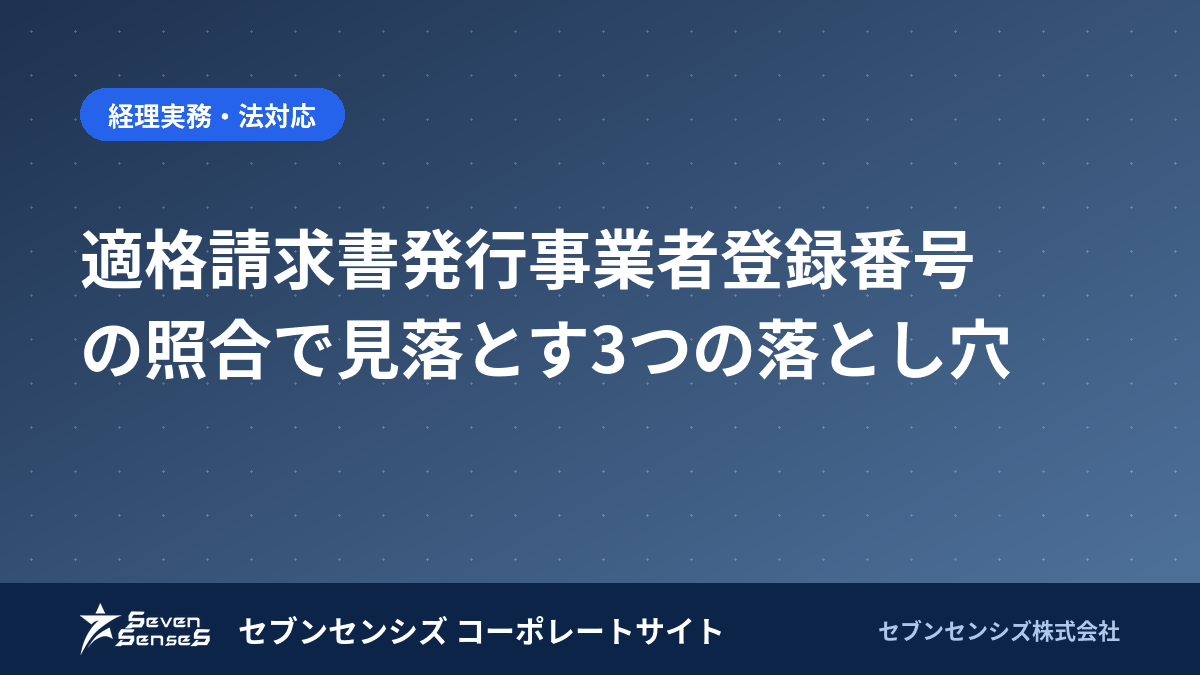 経理実務・法対応
適格請求書発行事業者登録番号
の照合で見落とす3つの落とし穴
Seven
Senses
セブンセンシズ コーポレートサイト
セブンセンシズ株式会社